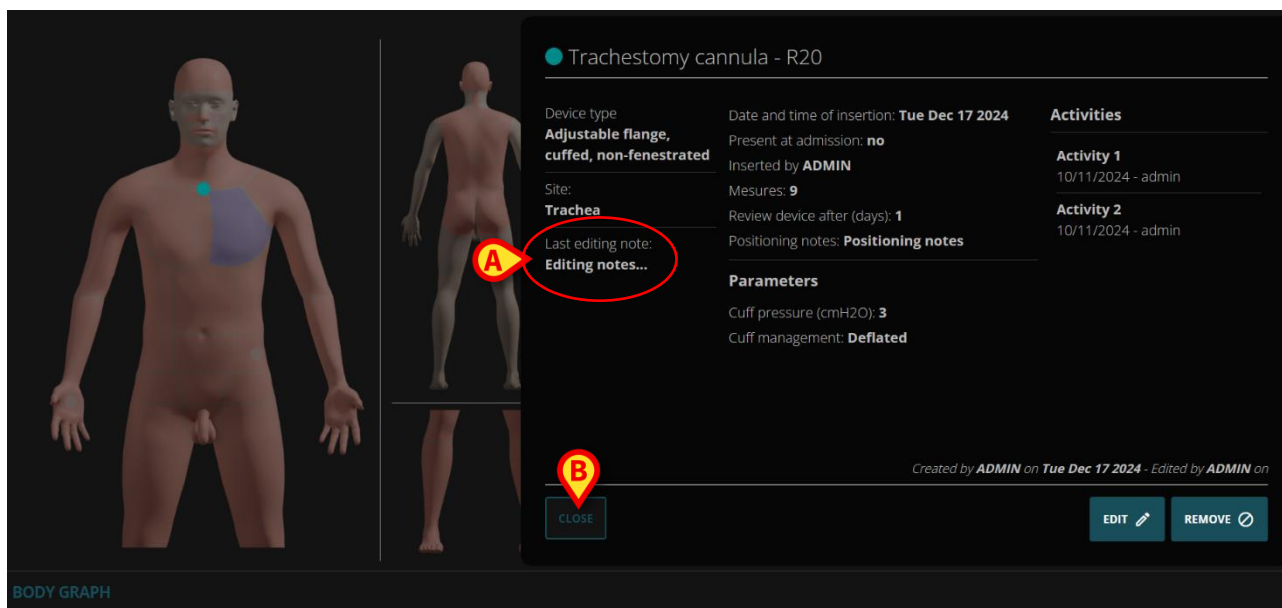 Trachestomy cannula - R20
Device type
Adjustable flange,
cuffed, non-fenestrated
Site:
Trachea
Last editing note:
Editing notes...
A
Date and time of insertion: Tue Dec 17 2024
Present at admission: no
Inserted by ADMIN
Mesures: 9
Review device after (days): 1
Positioning notes: Positioning notes
Parameters
Cuff pressure (cmH2O): 3
Cuff management: Deflated
Activities
Activity 1
10/11/2024 - admin
Activity 2
10/11/2024 - admin
Created by ADMIN on Tue Dec 17 2024 - Edited by ADMIN on
B
CLOSE
EDIT
REMOVE
BODY GRAPH